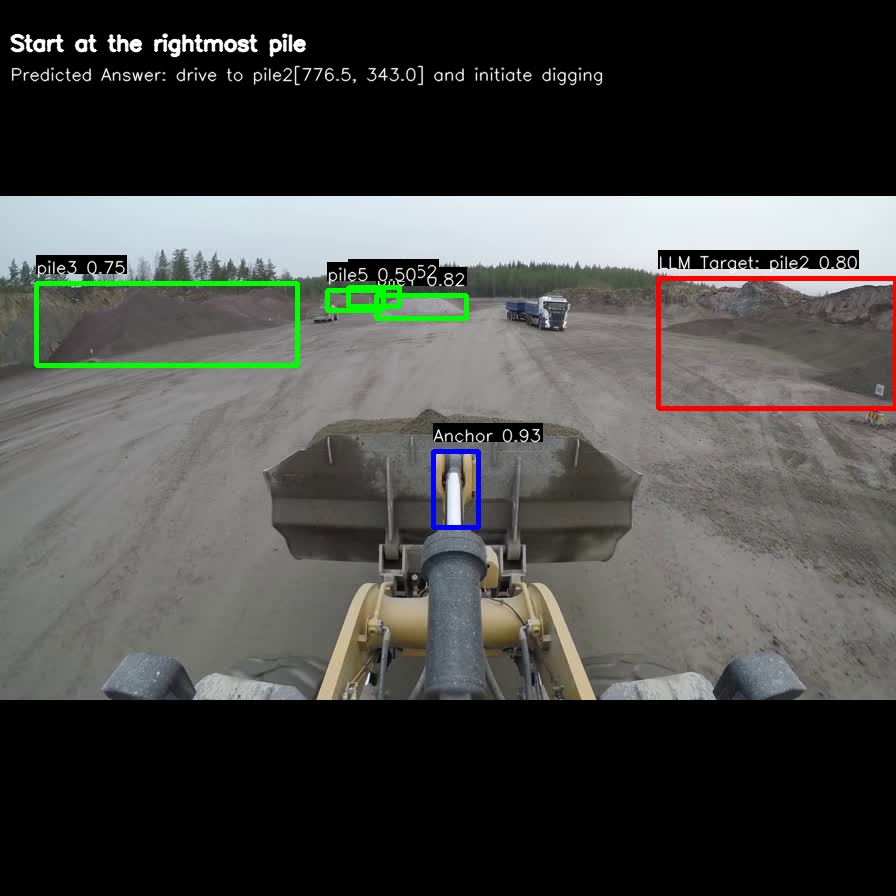 Start at the rightmost pile
Predicted Answer: drive to pile2[776.5, 343.0] and initiate digging
LLM Target: pile2 0.80
pile3 0.75
pile5 0.50
52
0.82
Anchor 0.93